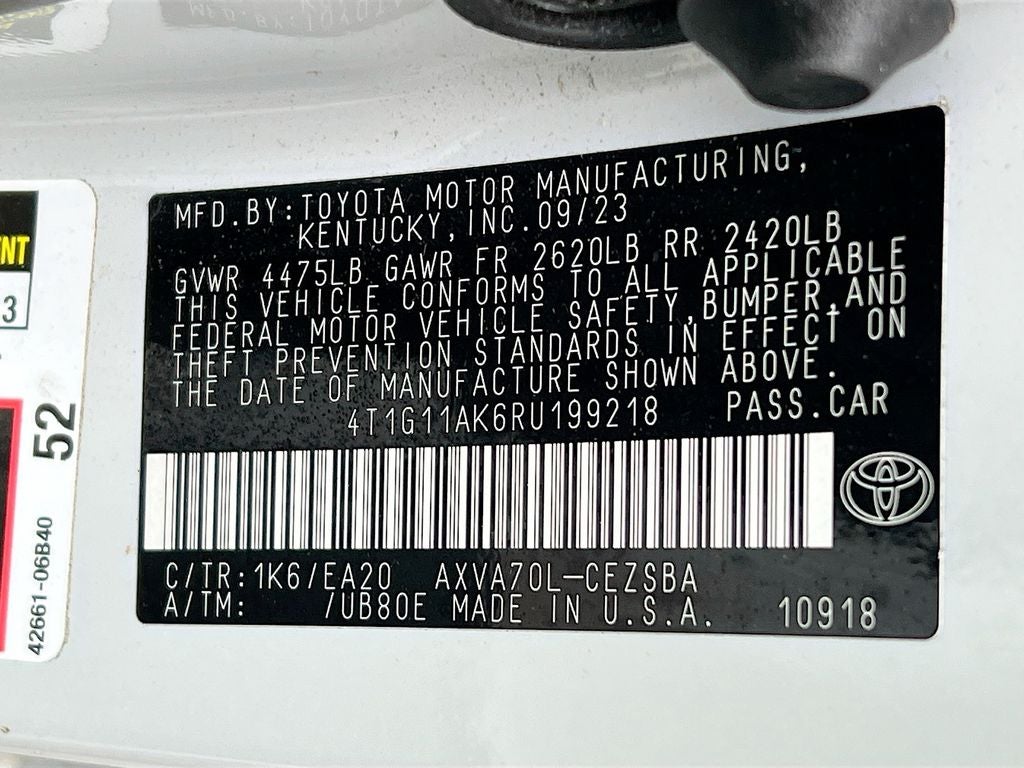 MFD.BY:TOYOTA MOTOR MANUFACTURING,
KENTUCKY,INC.09/23
GVWR 4475LB GAWR FR 2620LB RR 2420LB
THIS VEHICLE CONFORMS TO ALL APPLICABLE
FEDERAL MOTOR VEHICLE SAFETY,BUMPER,AND
THEFT PREVENTION STANDARDS IN EFFECT ON
THE DATE OF MANUFACTURE SHOWN ABOVE.
4T1G11AK6RU199218 PASS.CAR
C/TR:1K6/EA20 AXVA70L-CEZSBA
A/TM: /UB80E MADE IN U.S.A. 10918
NT
3
52
42661-06B40